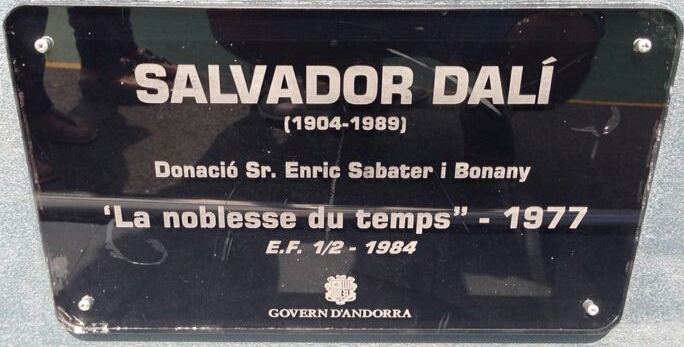 SALVADOR DALÍ
(1904-1989)
Donació Sr. Enric Sabater i Bonany
'La noblesse du temps" - 1977
E.F. 1/2 - 1984
GOVERN D'ANDORRA